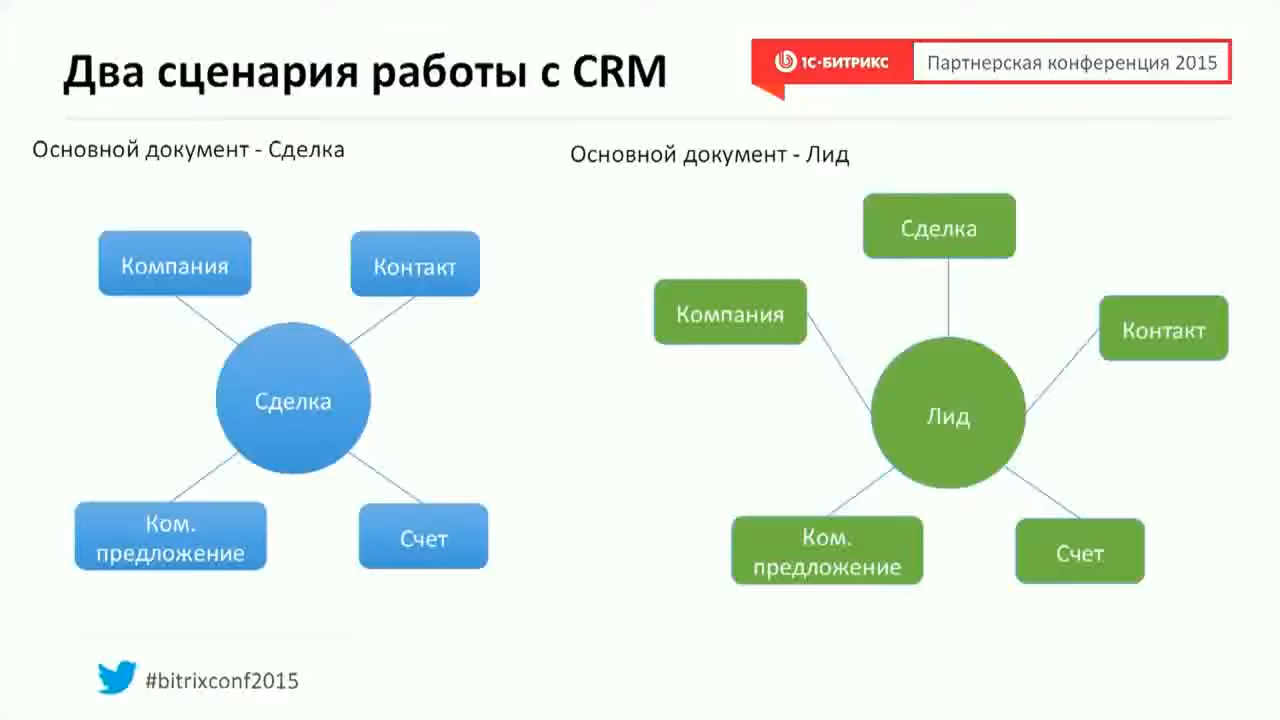 Два сценария работы с CRM
1С-БИТРИКС
Партнерская конференция 2015
Основной документ - Сделка
Компания
Контакт
Сделка
Ком.
предложение
Счет
Основной документ - Лид
Сделка
Компания
Контакт
Лид
Ком.
предложение
Счет
#bitrixconf2015